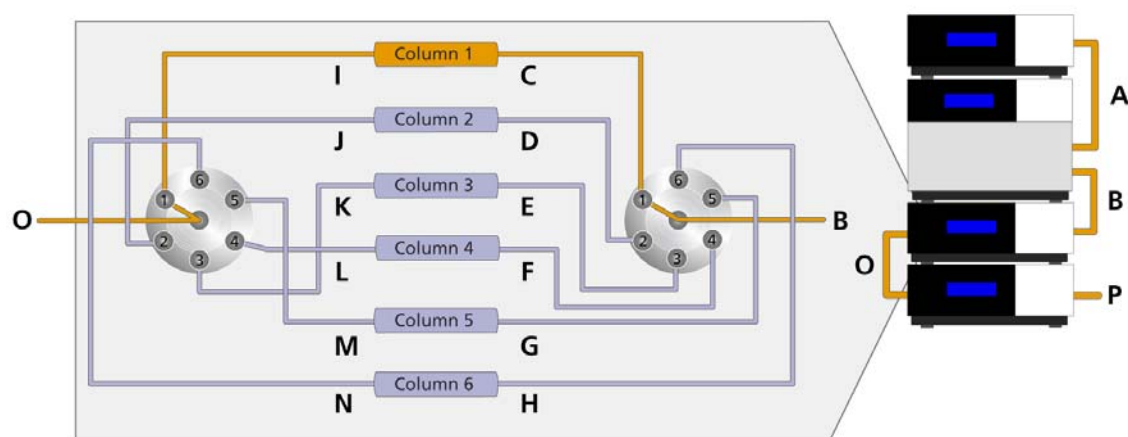 Column 1
I C
Column 2
J D
Column 3
K E
Column 4
L F
Column 5
M G
Column 6
N H
O
1
2
3
4
5
6
1
2
3
4
5
6
B
A
B
O
P